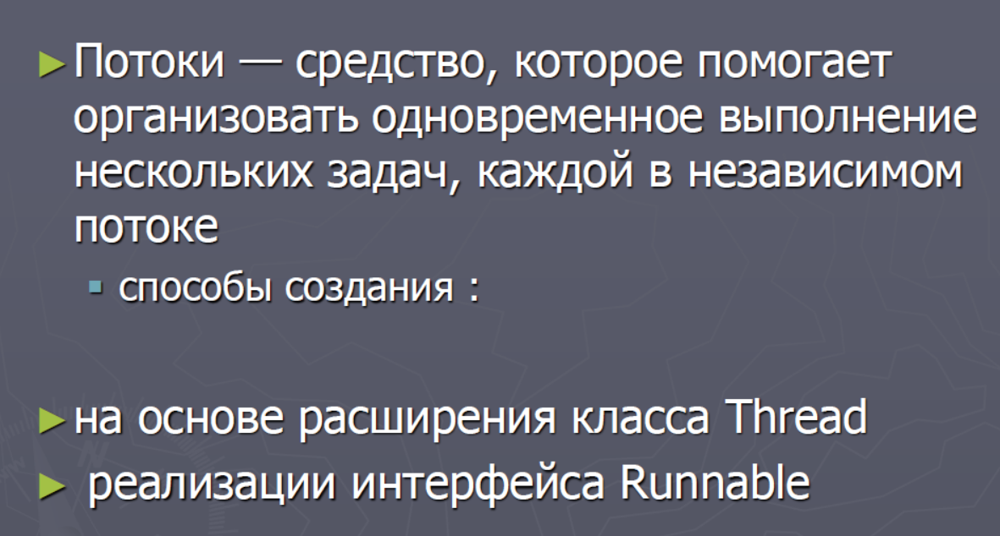 Потоки — средство, которое помогает
организовать одновременное выполнение
нескольких задач, каждой в независимом
потоке
способы создания :
на основе расширения класса Thread
реализации интерфейса Runnable